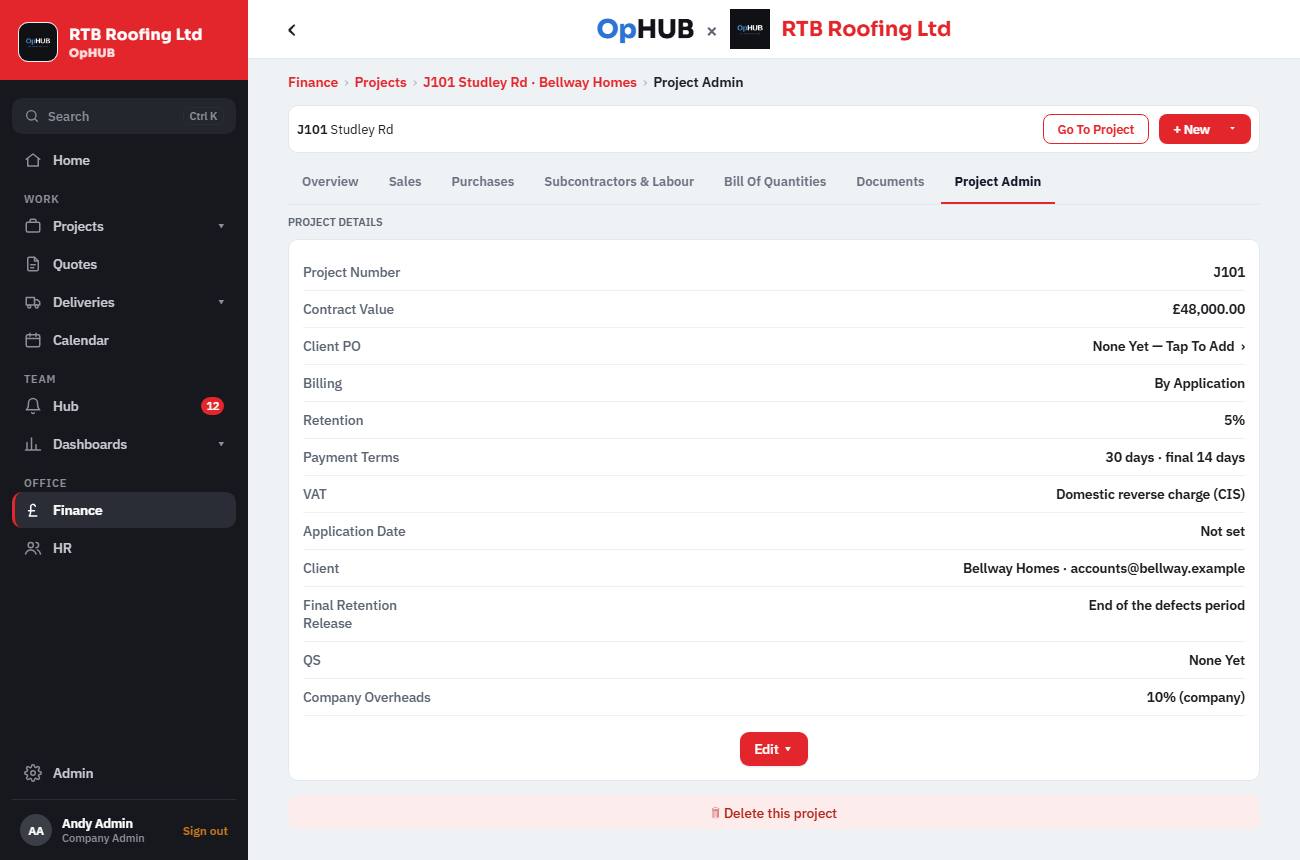 RTB Roofing Ltd
OpHUB
OpHUB
Search
Ctrl K
Home
WORK
Projects
Quotes
Deliveries
Calendar
TEAM
Hub
12
Dashboards
OFFICE
£ Finance
HR
Admin
AA
Andy Admin
Company Admin
Sign out
OpHUB × OpHUB RTB Roofing Ltd
Finance › Projects › J101 Studley Rd · Bellway Homes › Project Admin
J101 Studley Rd
Go To Project
+ New
Overview
Sales
Purchases
Subcontractors & Labour
Bill Of Quantities
Documents
Project Admin
PROJECT DETAILS
Project Number J101
Contract Value £48,000.00
Client PO None Yet — Tap To Add ›
Billing By Application
Retention 5%
Payment Terms 30 days · final 14 days
VAT Domestic reverse charge (CIS)
Application Date Not set
Client Bellway Homes · accounts@bellway.example
Final Retention End of the defects period
Release
QS None Yet
Company Overheads 10% (company)
Edit
Delete this project